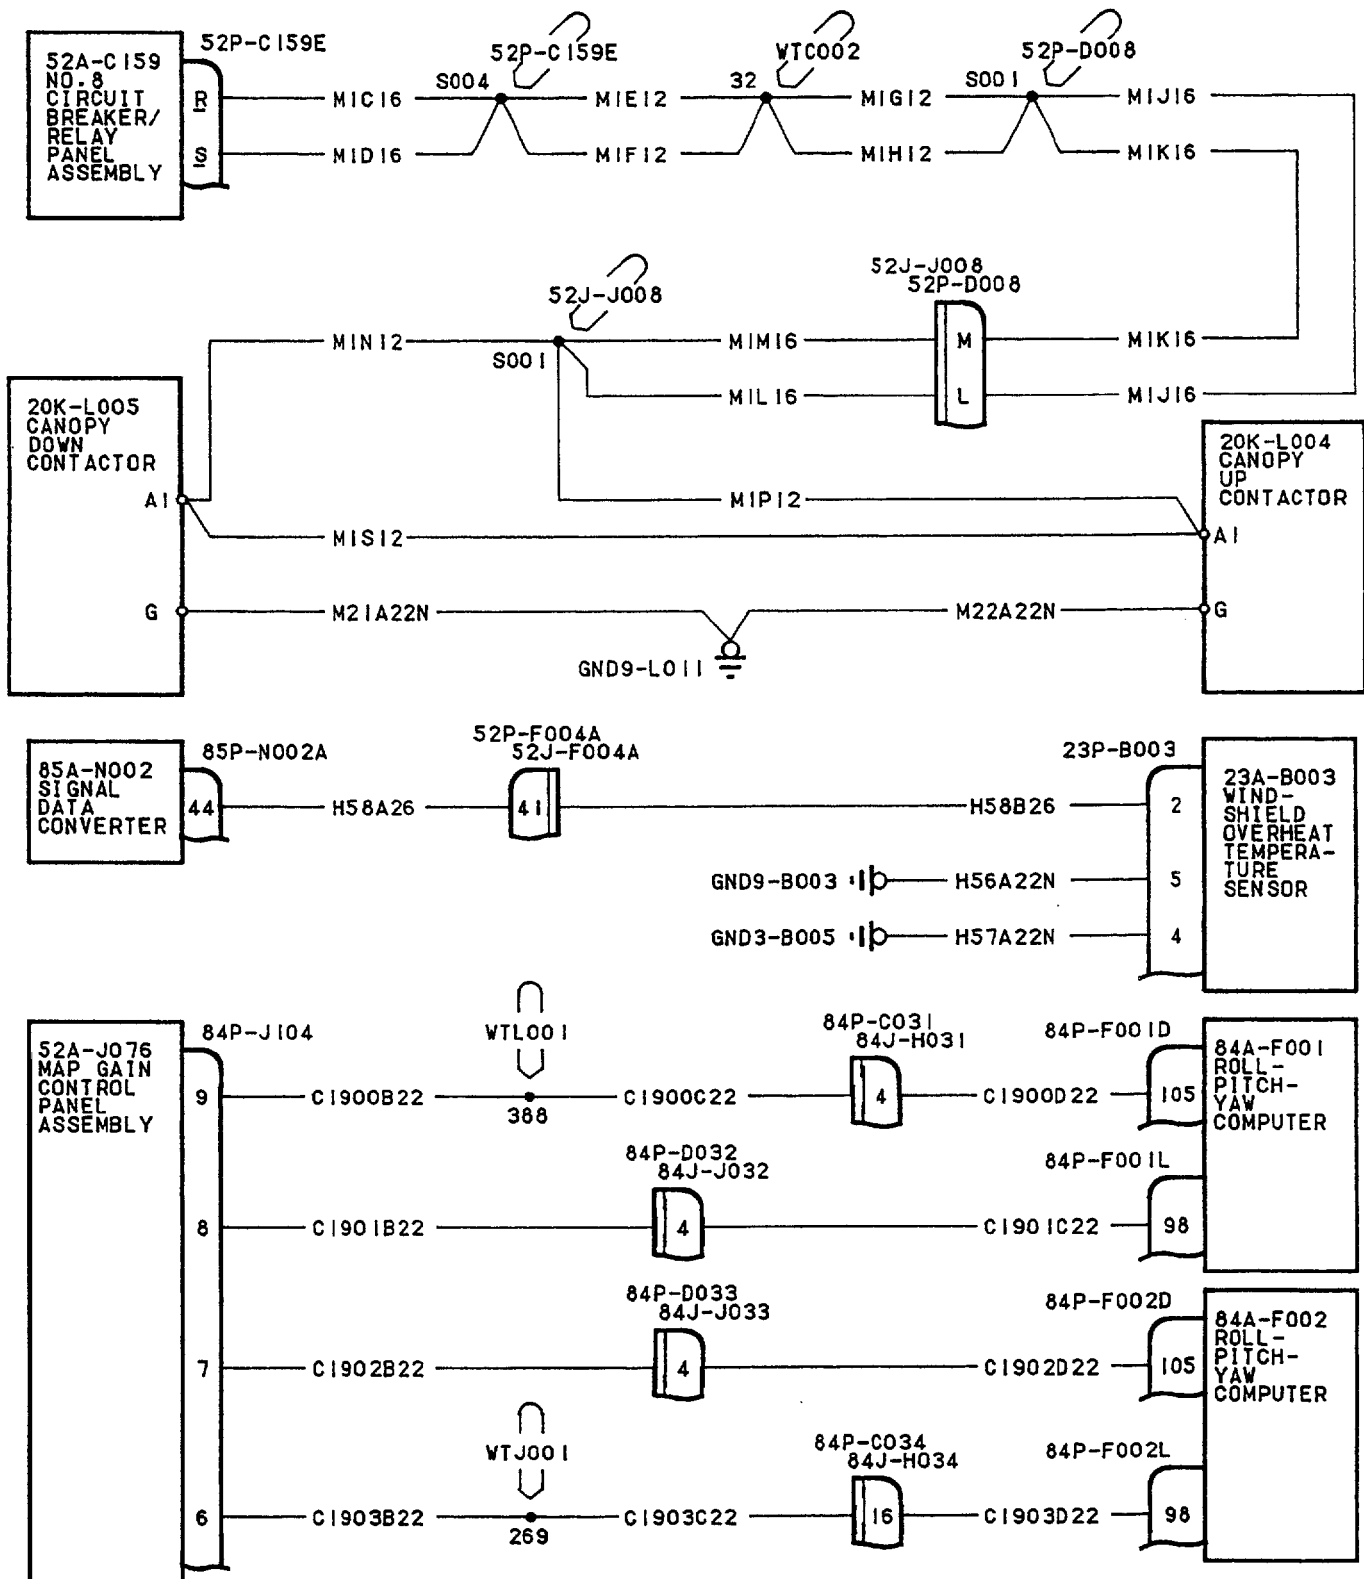 52A-C159
NO.8
CIRCUIT
BREAKER/
RELAY
PANEL
ASSEMBLY
52P-C159E
R
S
M1C16
M1D16
S004
52P-C159E
M1E12
M1F12
32
WTC002
M1G12
M1H12
S001
52P-D008
M1J16
M1K16
52J-J008
S001
M1N12
M1M16
M1L16
52J-J008
52P-D008
M
L
M1K16
M1J16
20K-L005
CANOPY
DOWN
CONTACTOR
A1
G
M1P12
M1S12
M21A22N
GND9-L011
M22A22N
20K-L004
CANOPY
UP
CONTACTOR
A1
G
85A-N002
SIGNAL
DATA
CONVERTER
85P-N002A
44
H58A26
52P-F004A
52J-F004A
41
H58B26
23P-B003
2
5
4
GND9-B003
H56A22N
GND3-B005
H57A22N
23A-B003
WIND-
SHIELD
OVERHEAT
TEMPERA-
TURE
SENSOR
52A-J076
MAP GAIN
CONTROL
PANEL
ASSEMBLY
84P-J104
9
C1900B22
WTL001
388
C1900C22
84P-C031
84J-H031
4
C1900D22
84P-F001D
105
84A-F001
ROLL-
PITCH-
YAW
COMPUTER
8
C1901B22
84P-D032
84J-J032
4
C1901C22
84P-F001L
98
7
C1902B22
84P-D033
84J-J033
4
C1902D22
84P-F002D
105
84A-F002
ROLL-
PITCH-
YAW
COMPUTER
6
C1903B22
WTJ001
269
C1903C22
84P-C034
84J-H034
16
C1903D22
84P-F002L
98